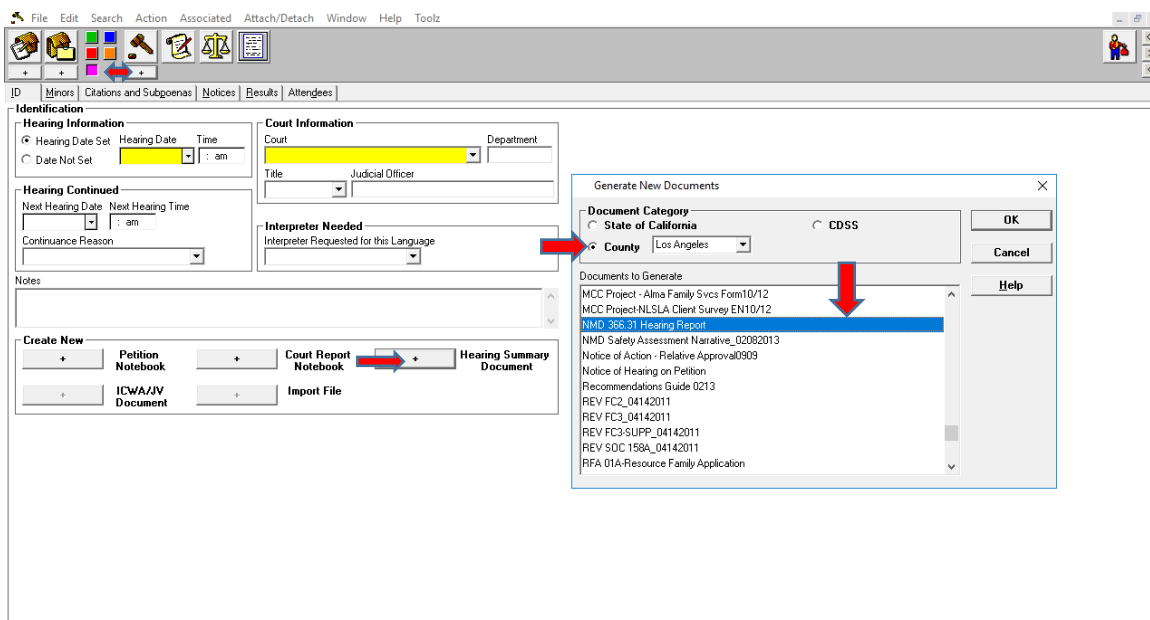 File Edit Search Action Associated Attach/Detach Window Help Toolz
+ + +
ID Minors Citations and Subpoenas Notices Results Attendees
Identification
Hearing Information
Hearing Date Set Hearing Date Time
: am
Date Not Set
Court Information
Court Department
Title Judicial Officer
Hearing Continued
Next Hearing Date Next Hearing Time
: am
Continuance Reason
Interpreter Needed
Interpreter Requested for this Language
Notes
Create New
+ Petition Notebook + Court Report Notebook + Hearing Summary Document
+ ICWA/JV Document + Import File
Generate New Documents
Document Category
State of California CDSS
County Los Angeles
OK
Cancel
Help
Documents to Generate
MCC Project - Alma Family Svcs Form10/12
MCC Project-NLSLA Client Survey EN10/12
NMD 366.31 Hearing Report
NMD Safety Assessment Narrative_02082013
Notice of Action - Relative Approval0909
Notice of Hearing on Petition
Recommendations Guide 0213
REV FC2_04142011
REV FC3_04142011
REV FC3-SUPP_04142011
REV SOC 158A_04142011
RFA 01A-Resource Family Application